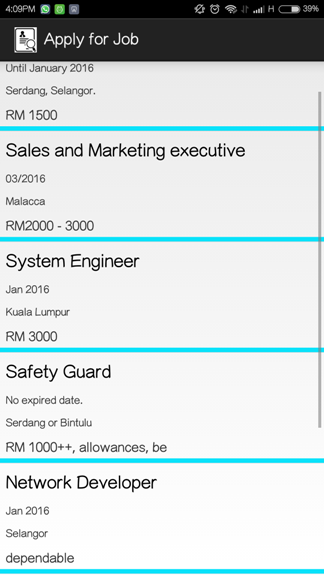 4:09PM
H
39%
Apply for Job
Until January 2016
Serdang, Selangor.
RM 1500
Sales and Marketing executive
03/2016
Malacca
RM2000 - 3000
System Engineer
Jan 2016
Kuala Lumpur
RM 3000
Safety Guard
No expired date.
Serdang or Bintulu
RM 1000++, allowances, be
Network Developer
Jan 2016
Selangor
dependable